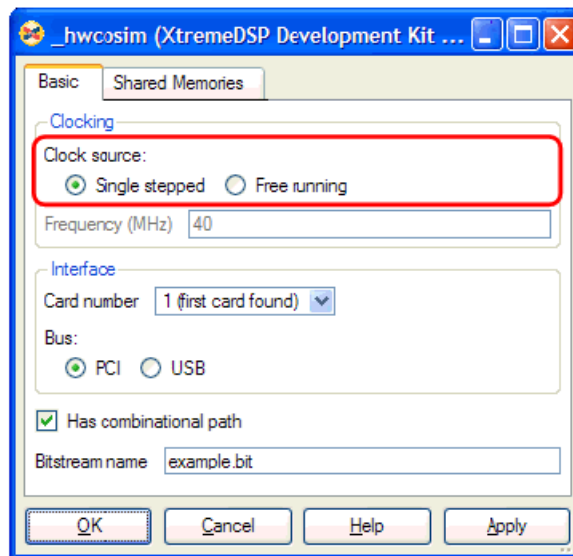 _hwcosim (XtremeDSP Development Kit ...
Basic Shared Memories
Clocking
Clock source:
Single stepped Free running
Frequency (MHz) 40
Interface
Card number 1 (first card found)
Bus:
PCI USB
Has combinational path
Bitstream name example.bit
OK Cancel Help Apply